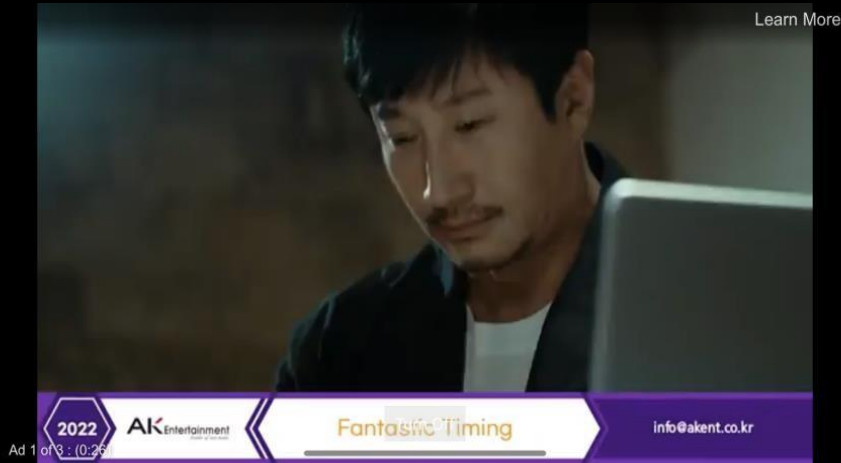 Learn More
2022
AK Entertainment
Fantastic Timing
info@akent.co.kr
Ad 1 of 3 : (0:26)